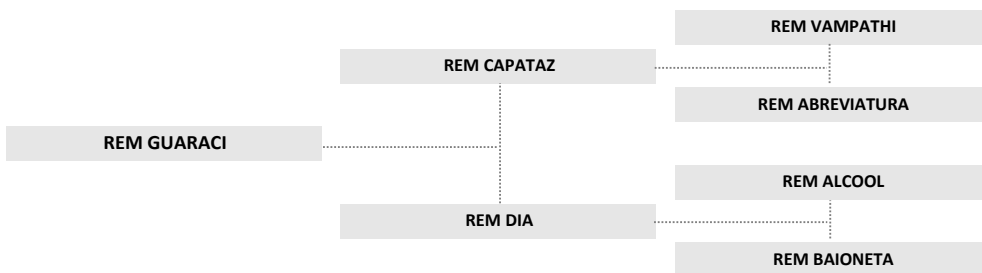 REM VAMPATHI
REM CAPATAZ
REM ABREVIATURA
REM GUARACI
REM ALCOOL
REM DIA
REM BAIONETA